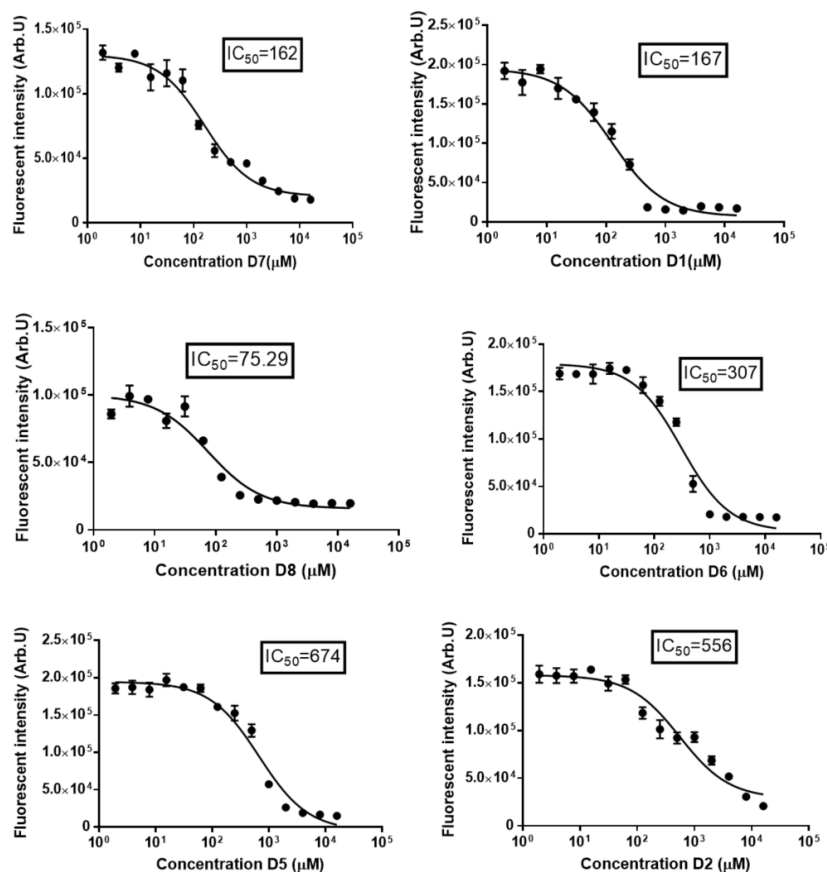 Fluorescent intensity (Arb.U)
1.5×10⁵
1.0×10⁵
5.0×10⁴
0
IC₅₀=162
10⁰ 10¹ 10² 10³ 10⁴ 10⁵
Concentration D7(μM)
Fluorescent intensity (Arb.U)
2.5×10⁵
2.0×10⁵
1.5×10⁵
1.0×10⁵
5.0×10⁴
0
IC₅₀=167
10⁰ 10¹ 10² 10³ 10⁴ 10⁵
Concentration D1(μM)
Fluorescent intensity (Arb.U)
1.5×10⁵
1.0×10⁵
5.0×10⁴
0
IC₅₀=75.29
10⁰ 10¹ 10² 10³ 10⁴ 10⁵
Concentration D8 (μM)
Fluorescent intensity (Arb.U)
2.0×10⁵
1.5×10⁵
1.0×10⁵
5.0×10⁴
0
IC₅₀=307
10⁰ 10¹ 10² 10³ 10⁴ 10⁵
Concentration D6 (μM)
Fluorescent intensity (Arb.U)
2.5×10⁵
2.0×10⁵
1.5×10⁵
1.0×10⁵
5.0×10⁴
0
IC₅₀=674
10⁰ 10¹ 10² 10³ 10⁴ 10⁵
Concentration D5 (μM)
Fluorescent intensity (Arb.U)
2.0×10⁵
1.5×10⁵
1.0×10⁵
5.0×10⁴
0
IC₅₀=556
10⁰ 10¹ 10² 10³ 10⁴ 10⁵
Concentration D2 (μM)